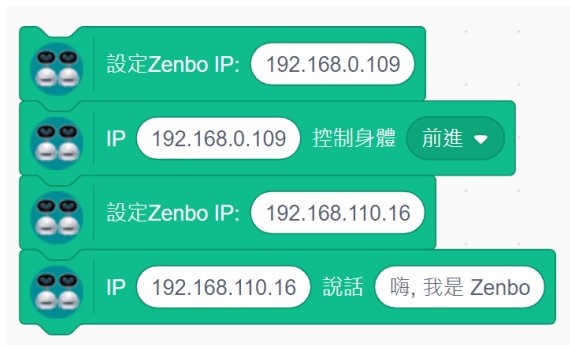 設定Zenbo IP: 192.168.0.109
IP 192.168.0.109 控制身體 前進
設定Zenbo IP: 192.168.110.16
IP 192.168.110.16 說話 嗨, 我是 Zenbo